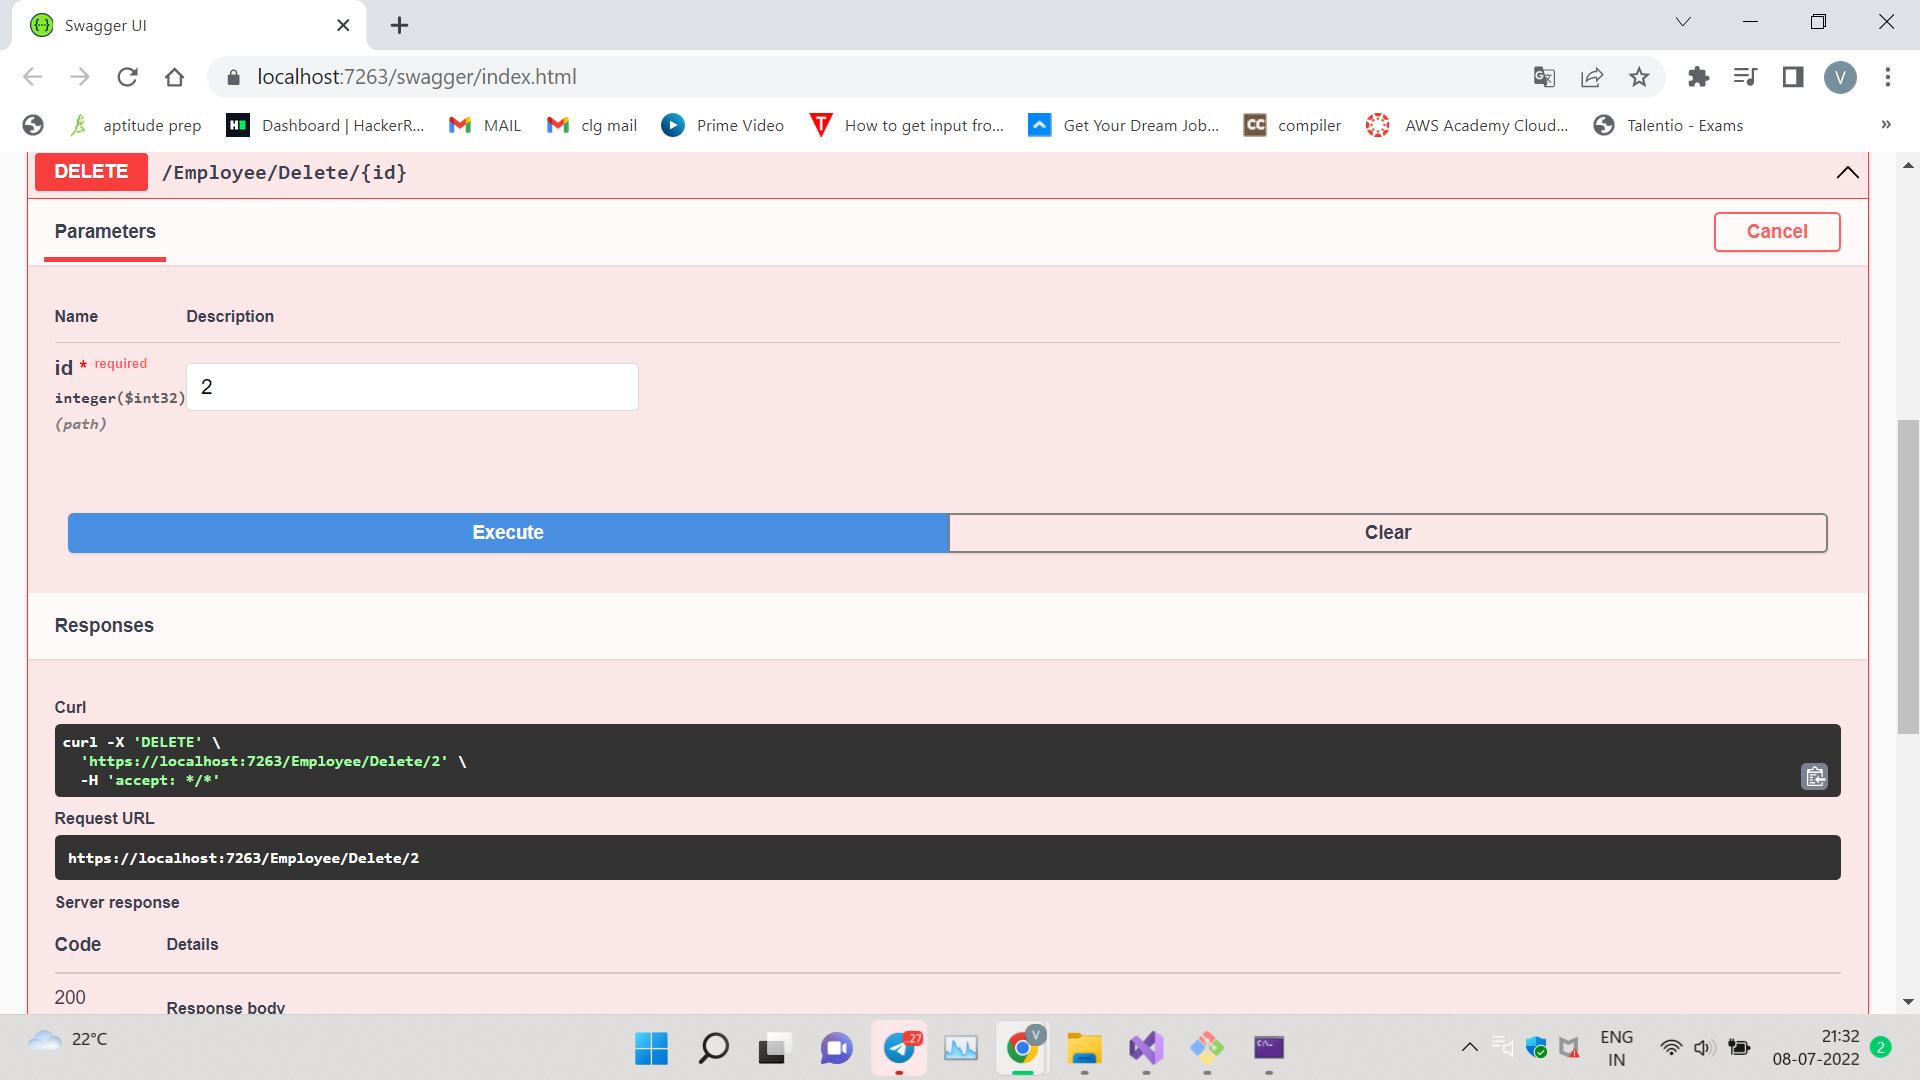 Swagger UI
localhost:7263/swagger/index.html
V
aptitude prep
Dashboard | HackerR...
MAIL
clg mail
Prime Video
How to get input fro...
Get Your Dream Job...
CC
compiler
AWS Academy Cloud...
Talentio - Exams
»
DELETE /Employee/Delete/{id}
Parameters
Cancel
Name Description
id * required
integer($int32)
(path)
2
Execute
Clear
Responses
Curl
curl -X 'DELETE' \
'https://localhost:7263/Employee/Delete/2' \
-H 'accept: */*'
Request URL
https://localhost:7263/Employee/Delete/2
Server response
Code Details
200
Response body
22°C
..27
V
ENG
IN
21:32
08-07-2022
2